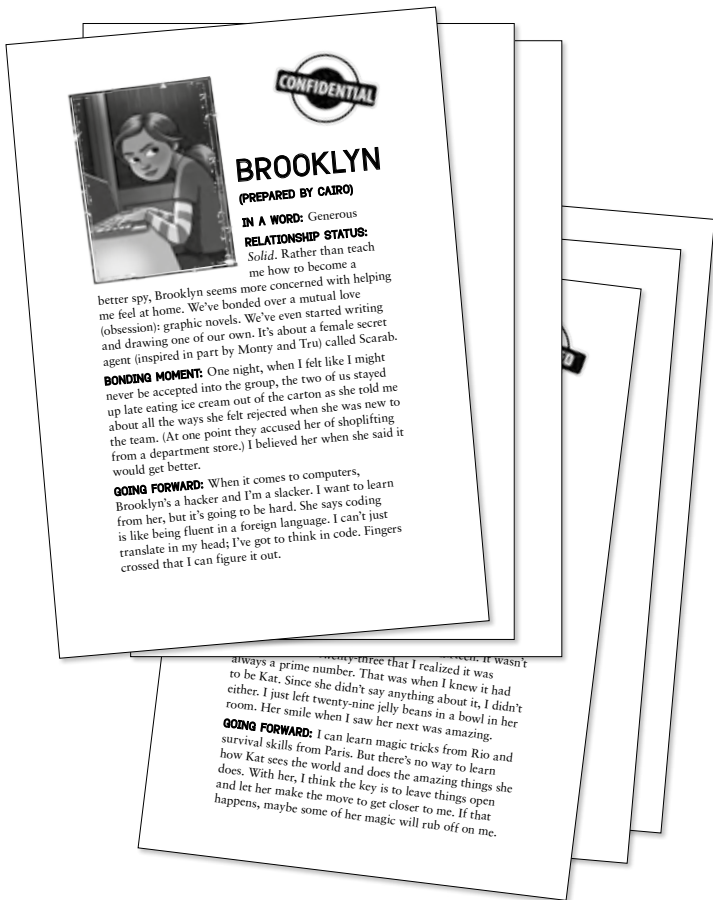 CONFIDENTIAL
BROOKLYN
(PREPARED BY CAIRO)
IN A WORD: Generous
RELATIONSHIP STATUS:
Solid. Rather than teach
me how to become a
better spy, Brooklyn seems more concerned with helping
me feel at home. We've bonded over a mutual love
(obsession): graphic novels. We've even started writing
and drawing one of our own. It's about a female secret
agent (inspired in part by Monty and Tru) called Scarab.
BONDING MOMENT: One night, when I felt like I might
never be accepted into the group, the two of us stayed
up late eating ice cream out of the carton as she told me
about all the ways she felt rejected when she was new to
the team. (At one point they accused her of shoplifting
from a department store.) I believed her when she said it
would get better.
GOING FORWARD: When it comes to computers,
Brooklyn's a hacker and I'm a slacker. I want to learn
from her, but it's going to be hard. She says coding
is like being fluent in a foreign language. I can't just
translate in my head; I've got to think in code. Fingers
crossed that I can figure it out.
It wasn't
twenty-three that I realized it was
always a prime number. That was when I knew it had
to be Kat. Since she didn't say anything about it, I didn't
either. I just left twenty-nine jelly beans in a bowl in her
room. Her smile when I saw her next was amazing.
GOING FORWARD: I can learn magic tricks from Rio and
survival skills from Paris. But there's no way to learn
how Kat sees the world and does the amazing things she
does. With her, I think the key is to leave things open
and let her make the move to get closer to me. If that
happens, maybe some of her magic will rub off on me.